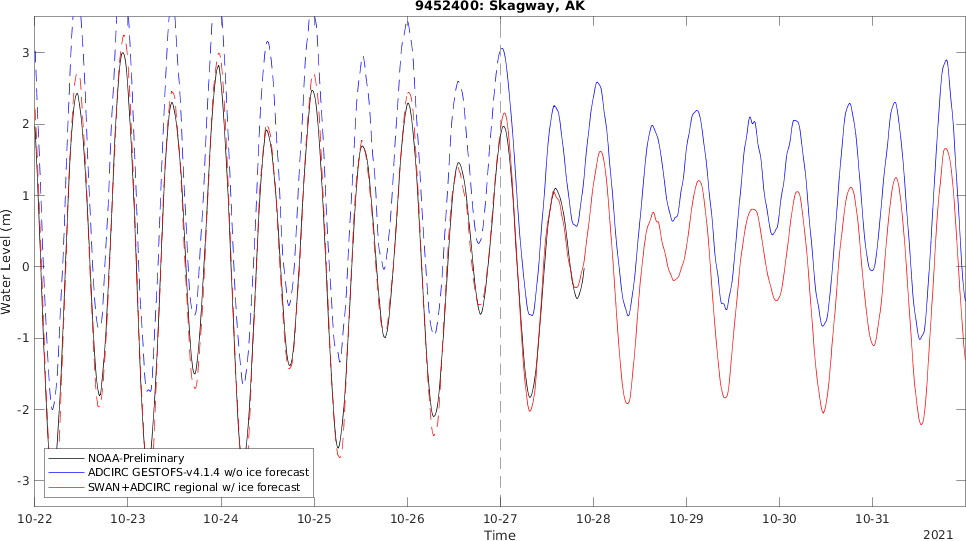 9452400: Skagway, AK
Water Level (m)
3
2
1
0
-1
-2
-3
NOAA-Preliminary
ADCIRC GESTOFS-v4.1.4 w/o ice forecast
SWAN+ADCIRC regional w/ ice forecast
10-22 10-23 10-24 10-25 10-26 10-27 10-28 10-29 10-30 10-31
Time
2021